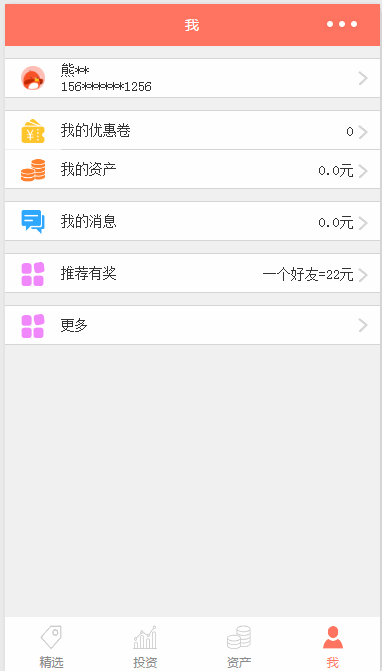 我
熊**
156******1256
我的优惠卷
0
我的资产
0.0元
我的消息
0.0元
推荐有奖
一个好友=22元
更多
精选
投资
资产
我